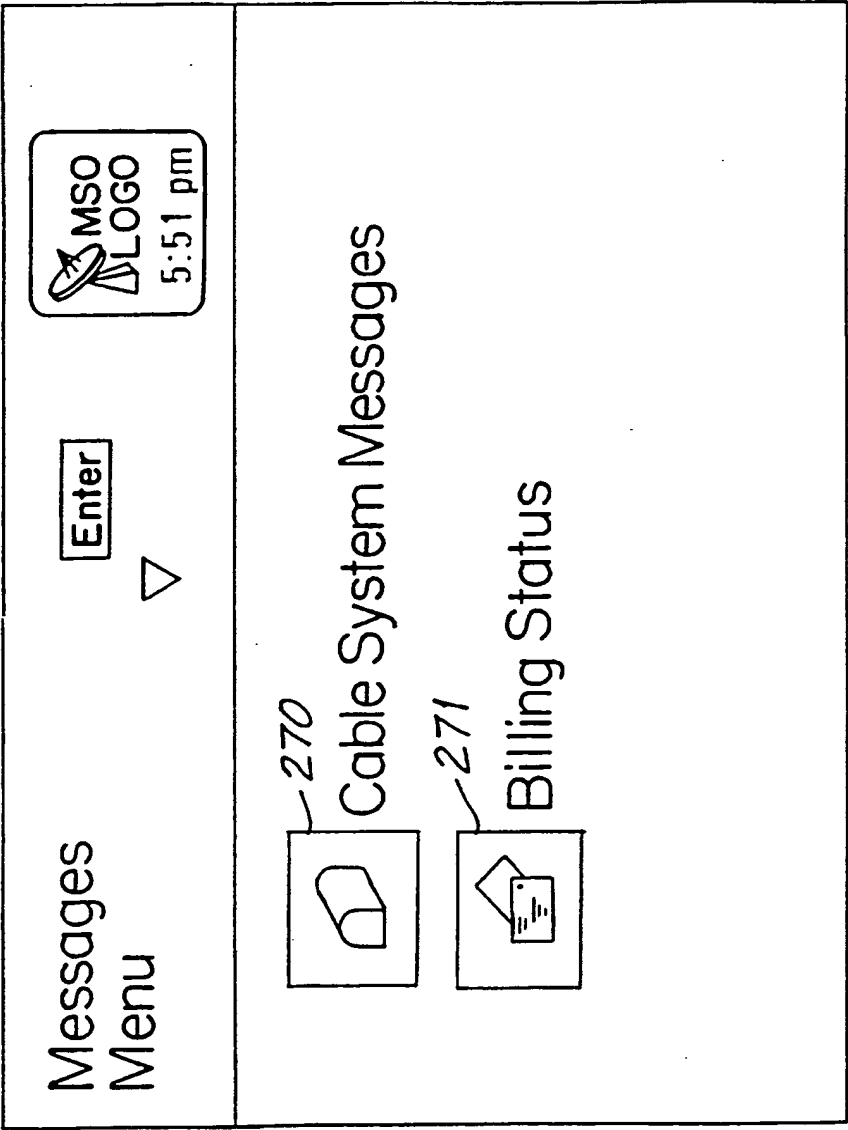 Messages
Menu
Enter
MSO
LOGO
5:51 pm
270
Cable System Messages
271
Billing Status